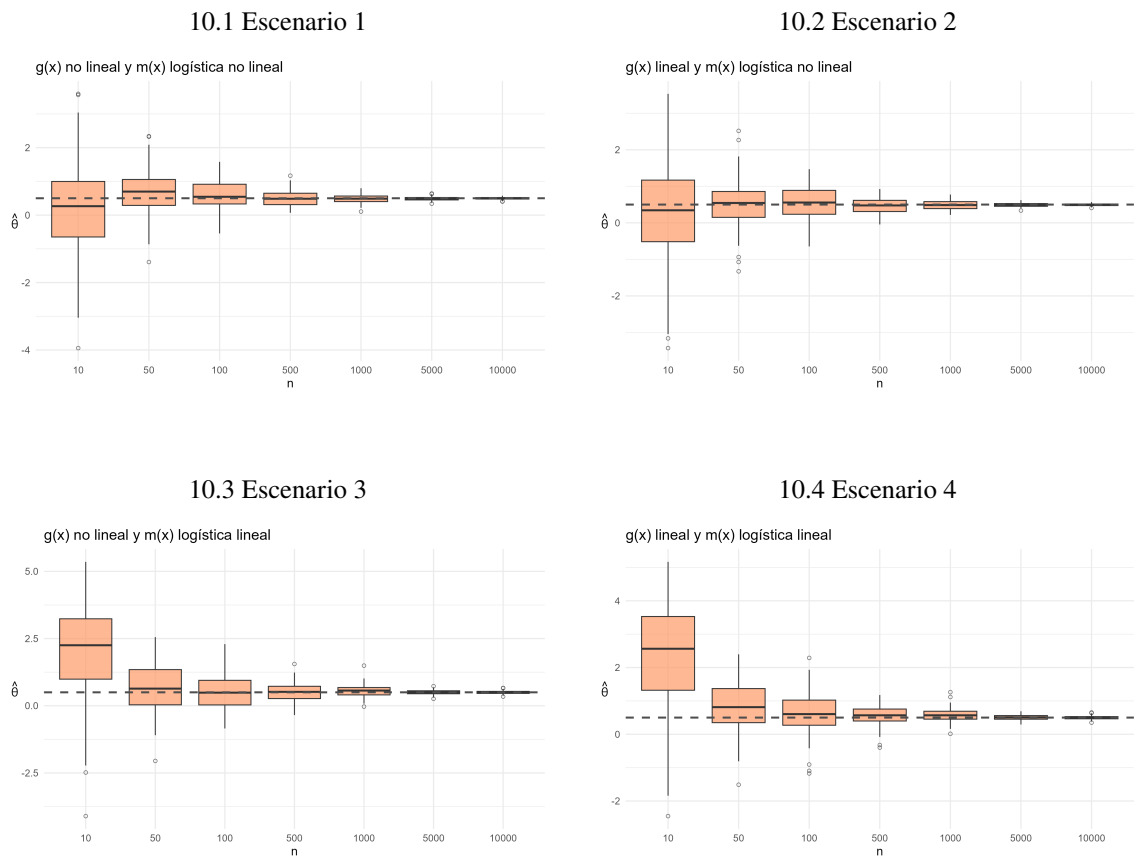 10.1 Escenario 1
g(x) no lineal y m(x) logística no lineal
2
0
-2
-4
θ̂
10 50 100 500 1000 5000 10000
n
10.2 Escenario 2
g(x) lineal y m(x) logística no lineal
2
0
-2
θ̂
10 50 100 500 1000 5000 10000
n
10.3 Escenario 3
g(x) no lineal y m(x) logística lineal
5.0
2.5
0.0
-2.5
θ̂
10 50 100 500 1000 5000 10000
n
10.4 Escenario 4
g(x) lineal y m(x) logística lineal
4
2
0
-2
θ̂
10 50 100 500 1000 5000 10000
n